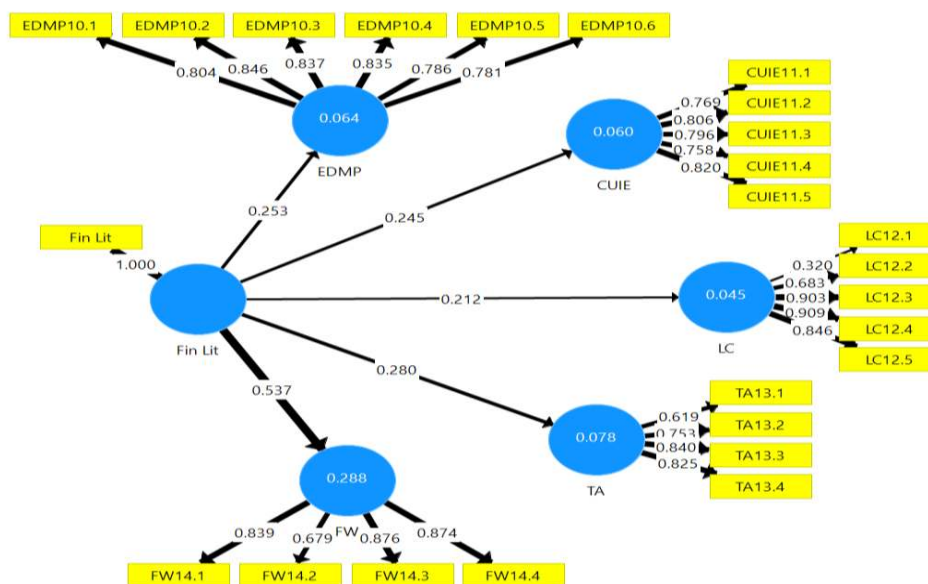 EDMP10.1 EDMP10.2 EDMP10.3 EDMP10.4 EDMP10.5 EDMP10.6
0.804 0.846 0.837 0.835 0.786 0.781
0.064
EDMP
CUIE11.1
CUIE11.2
CUIE11.3
CUIE11.4
CUIE11.5
0.769
0.806
0.796
0.758
0.820
0.060
CUIE
0.253
0.245
Fin Lit
1.000
Fin Lit
0.212
LC12.1
LC12.2
LC12.3
LC12.4
LC12.5
0.320
0.683
0.903
0.909
0.846
0.045
LC
0.537
0.280
TA13.1
TA13.2
TA13.3
TA13.4
0.619
0.753
0.840
0.825
0.078
TA
0.288
FW
0.839 0.679 0.876 0.874
FW14.1 FW14.2 FW14.3 FW14.4